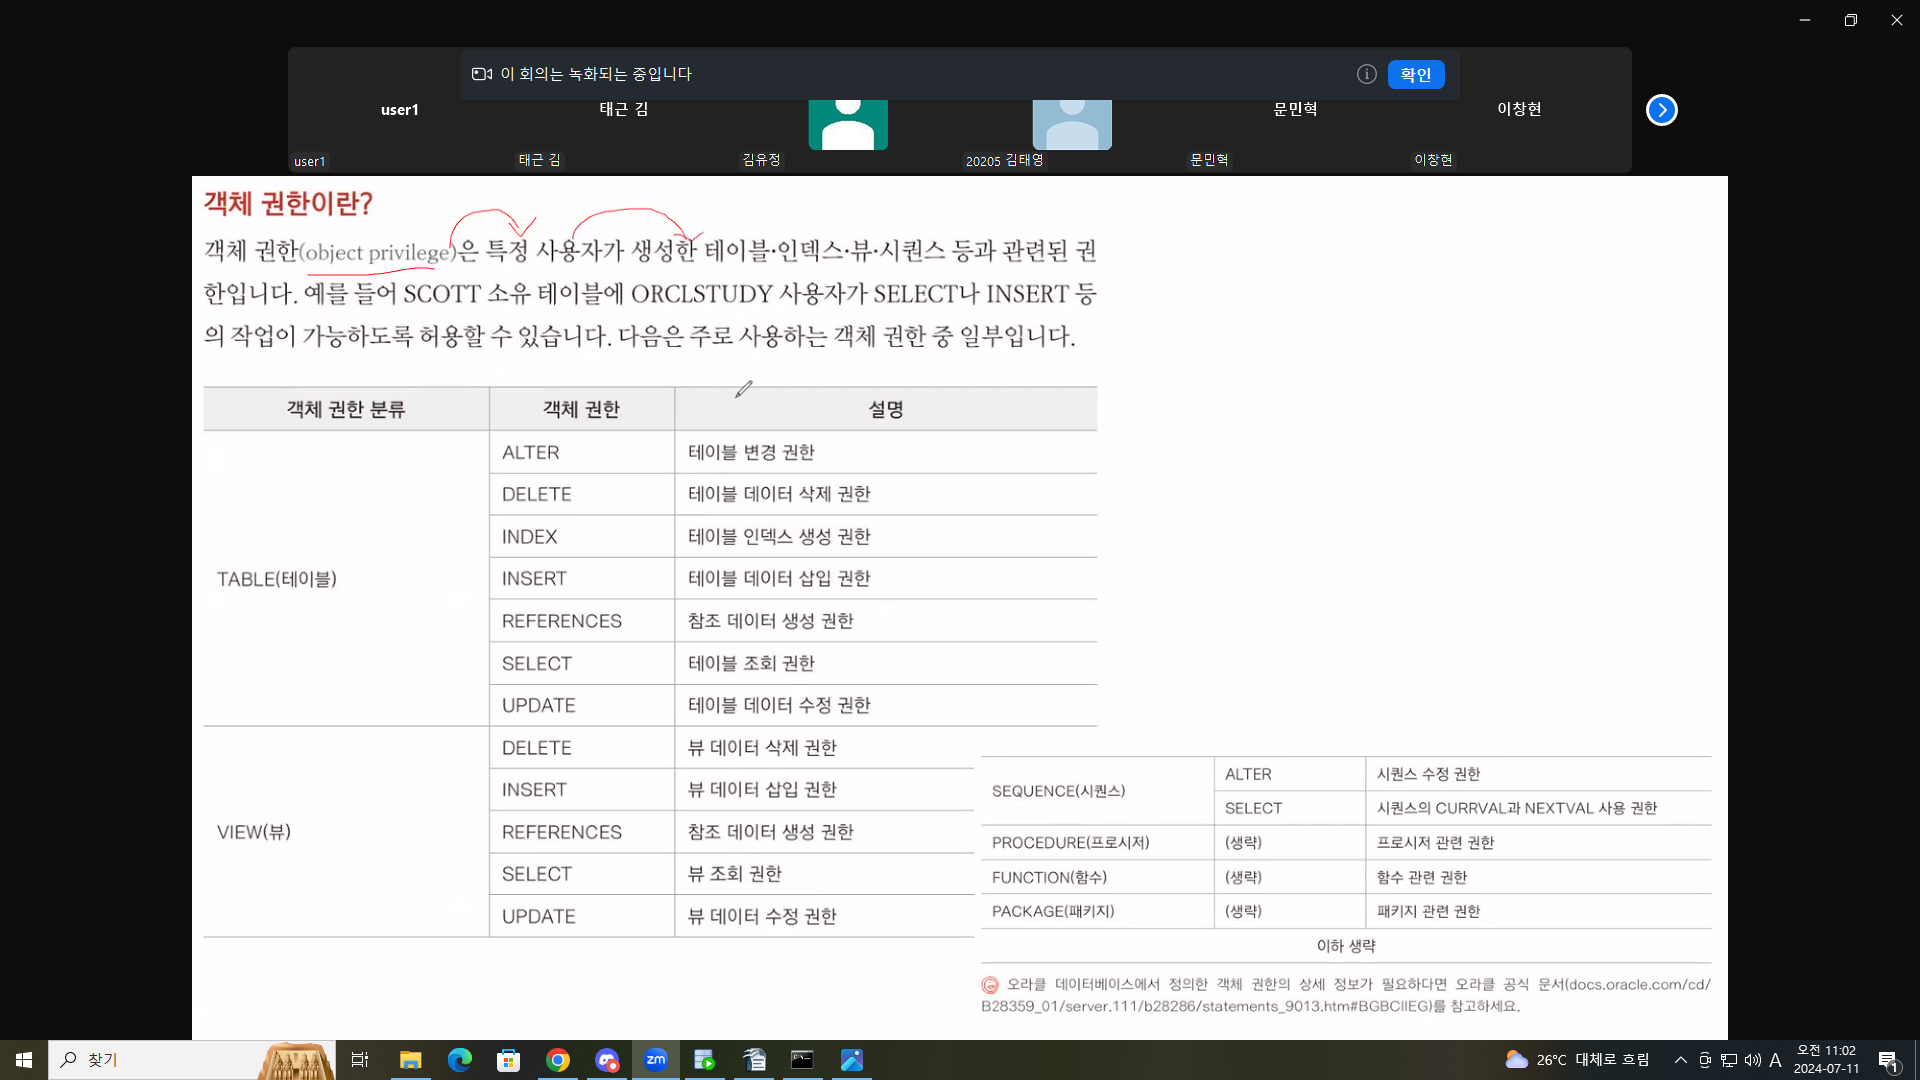 이 회의는 녹화되는 중입니다
확인
user1
태근 김
문민혁
이창현
user1
태근 김
김유정
20205 김태영
문민혁
이창현
객체 권한이란?
객체 권한(object privilege)은 특정 사용자가 생성한 테이블·인덱스·뷰·시퀀스 등과 관련된 권
한입니다. 예를 들어 SCOTT 소유 테이블에 ORCLSTUDY 사용자가 SELECT나 INSERT 등
의 작업이 가능하도록 허용할 수 있습니다. 다음은 주로 사용하는 객체 권한 중 일부입니다.
객체 권한 분류 객체 권한 설명
TABLE(테이블)
ALTER 테이블 변경 권한
DELETE 테이블 데이터 삭제 권한
INDEX 테이블 인덱스 생성 권한
INSERT 테이블 데이터 삽입 권한
REFERENCES 참조 데이터 생성 권한
SELECT 테이블 조회 권한
UPDATE 테이블 데이터 수정 권한
VIEW(뷰)
DELETE 뷰 데이터 삭제 권한
INSERT 뷰 데이터 삽입 권한
REFERENCES 참조 데이터 생성 권한
SELECT 뷰 조회 권한
UPDATE 뷰 데이터 수정 권한
SEQUENCE(시퀀스)
ALTER 시퀀스 수정 권한
SELECT 시퀀스의 CURRVAL과 NEXTVAL 사용 권한
PROCEDURE(프로시저) (생략) 프로시저 관련 권한
FUNCTION(함수) (생략) 함수 관련 권한
PACKAGE(패키지) (생략) 패키지 관련 권한
이하 생략
오라클 데이터베이스에서 정의한 객체 권한의 상세 정보가 필요하다면 오라클 공식 문서(docs.oracle.com/cd/
B28359_01/server.111/b28286/statements_9013.htm#BGBCIIEG)를 참고하세요.
찾기
zm
26°C 대체로 흐림
A
오전 11:02
2024-07-11
1